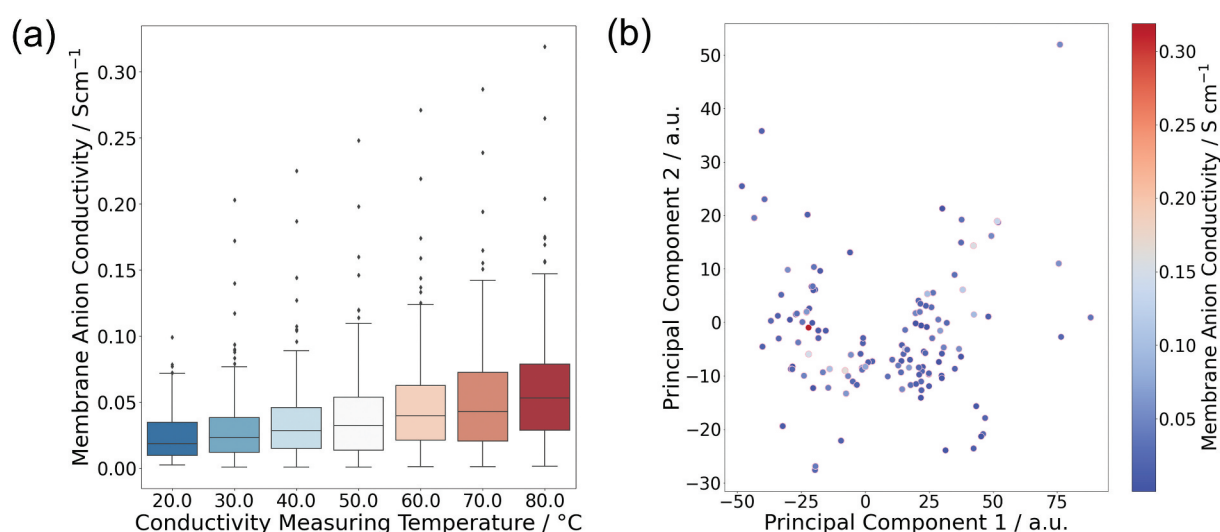 (a)
Membrane Anion Conductivity / Scm⁻¹
0.30
0.25
0.20
0.15
0.10
0.05
0.00
20.0 30.0 40.0 50.0 60.0 70.0 80.0
Conductivity Measuring Temperature / °C
(b)
Principal Component 2 / a.u.
50
40
30
20
10
0
−10
−20
−30
−50 −25 0 25 50 75
Principal Component 1 / a.u.
0.30
0.25
0.20
0.15
0.10
0.05
Membrane Anion Conductivity / S cm⁻¹